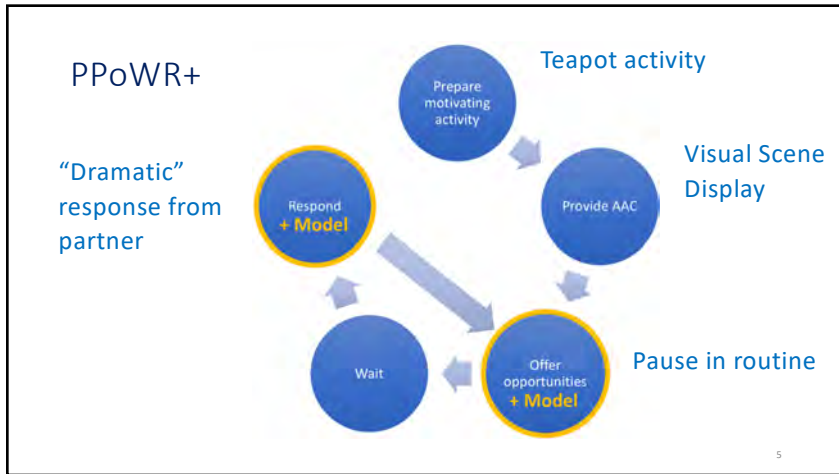 PPoWR+
Teapot activity
Prepare
motivating
activity
Visual Scene
Display
Provide AAC
Pause in routine
Offer
opportunities
+ Model
Wait
Respond
+ Model
“Dramatic”
response from
partner
5